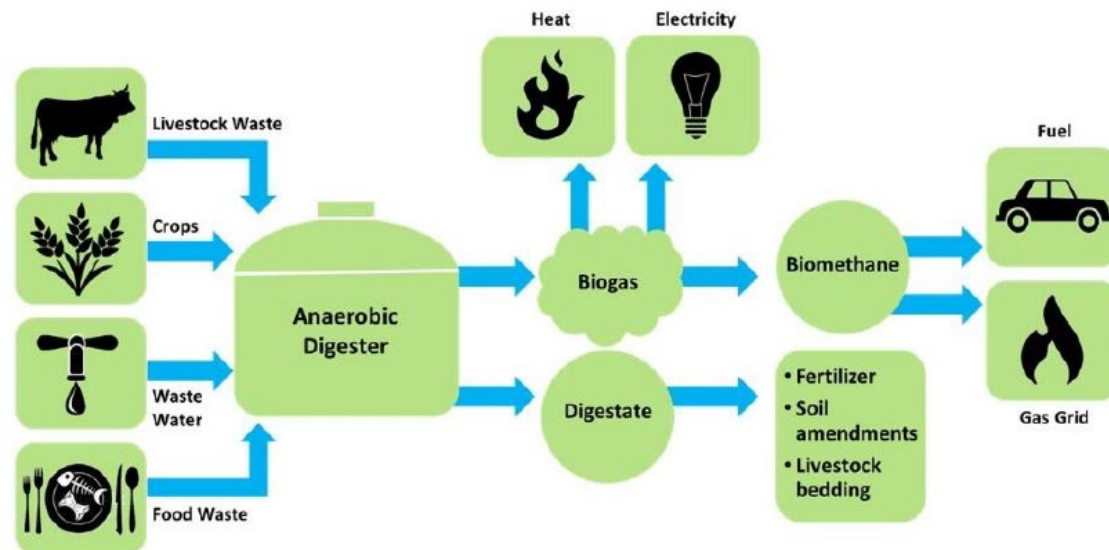 Heat
Electricity
Livestock Waste
Fuel
Crops
Anaerobic
Digester
Biogas
Biomethane
Waste
Water
Digestate
• Fertilizer
• Soil
amendments
• Livestock
bedding
Gas Grid
Food Waste